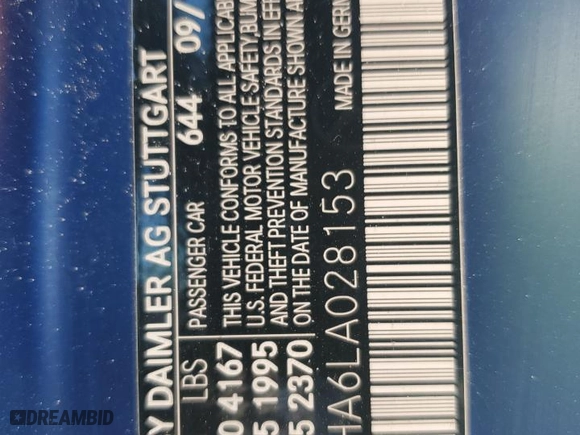 Y DAIMLER AG STUTTGART
LBS PASSENGER CAR 644 09/
0 4167 THIS VEHICLE CONFORMS TO ALL APPLICABL
5 1995 U.S. FEDERAL MOTOR VEHICLE SAFETY, BUM
5 2370 AND THEFT PREVENTION STANDARDS IN EFF
ON THE DATE OF MANUFACTURE SHOWN A
HA6LA028153 MADE IN GERM
DREAMBID